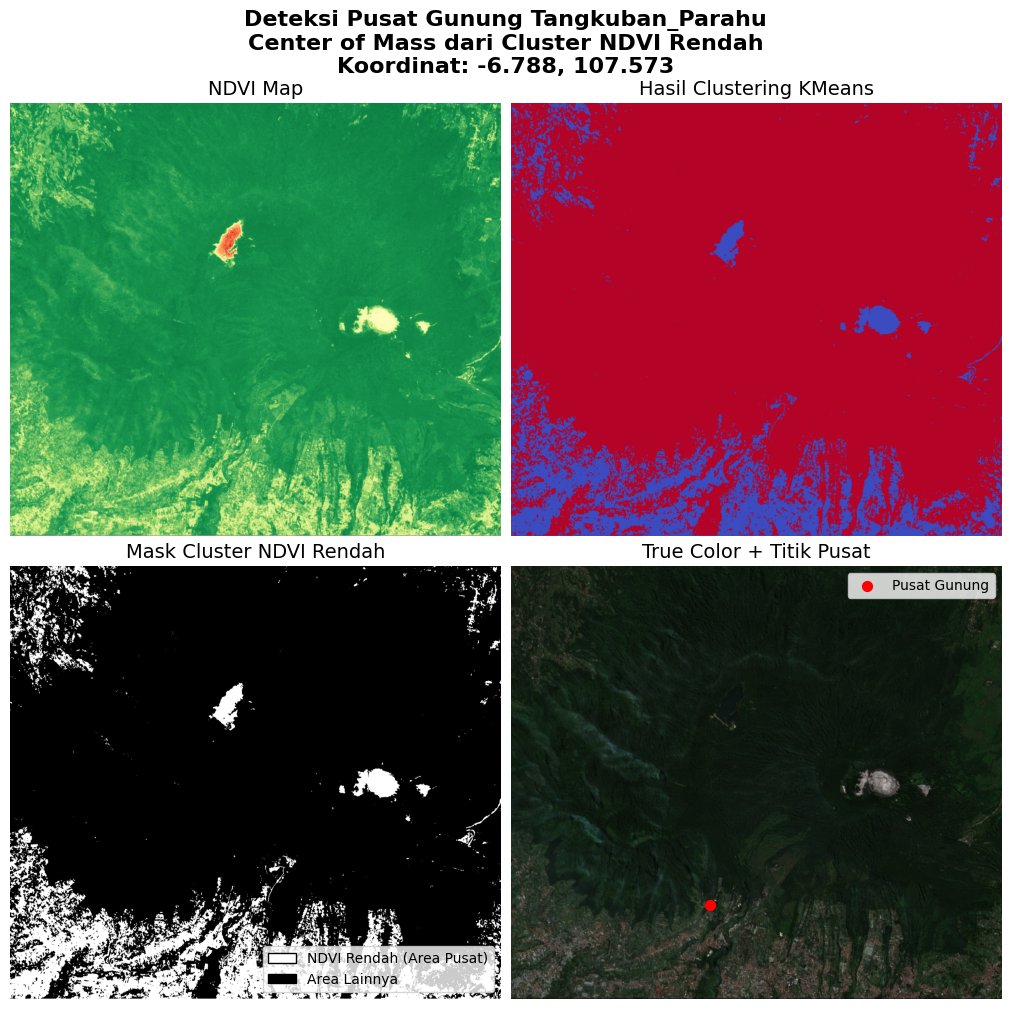 Deteksi Pusat Gunung Tangkuban_Parahu
Center of Mass dari Cluster NDVI Rendah
Koordinat: -6.788, 107.573
NDVI Map
Hasil Clustering KMeans
Mask Cluster NDVI Rendah
True Color + Titik Pusat
Pusat Gunung
NDVI Rendah (Area Pusat)
Area Lainnya